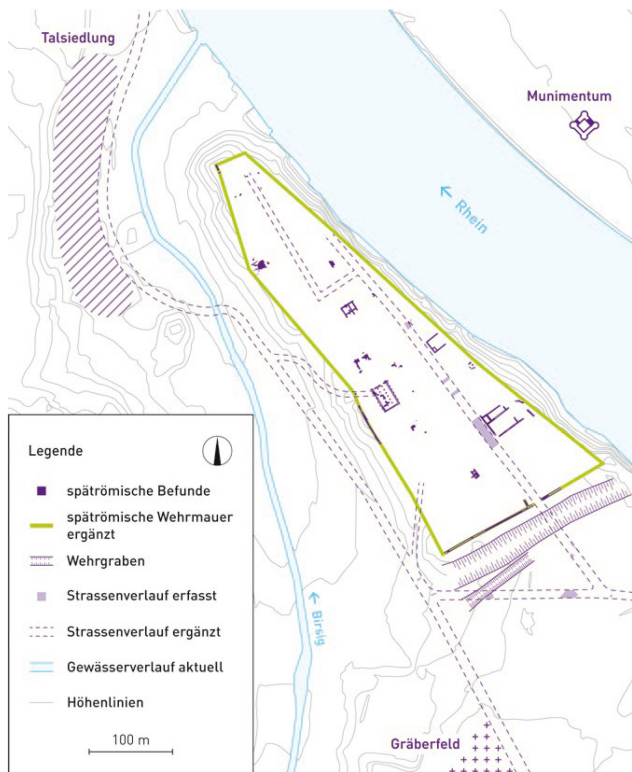 Talsiedlung
Munimentum
Rhein
Legende
spätrömische Befunde
spätrömische Wehrmauer
ergänzt
Wehrgraben
Strassenverlauf erfasst
Strassenverlauf ergänzt
Gewässerverlauf aktuell
Höhenlinien
100 m
Birsig
Gräberfeld